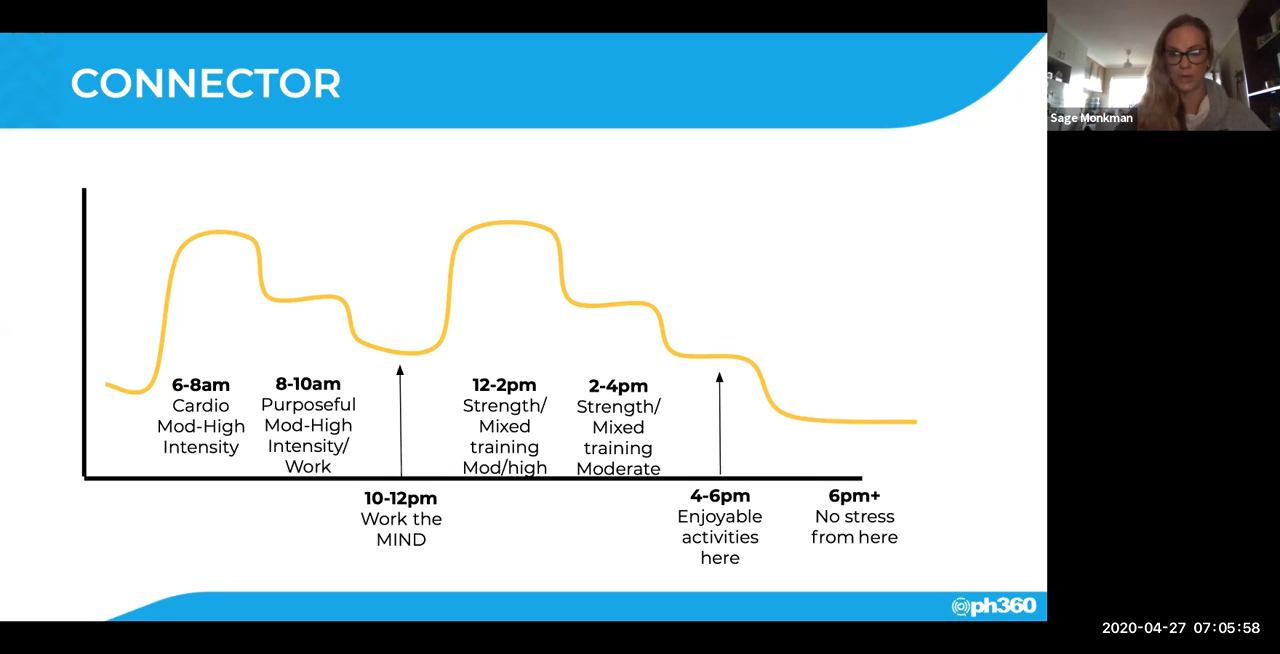 CONNECTOR
Sage Monkman
6-8am
Cardio
Mod-High
Intensity
8-10am
Purposeful
Mod-High
Intensity/
Work
10-12pm
Work the
MIND
12-2pm
Strength/
Mixed
training
Mod/high
2-4pm
Strength/
Mixed
training
Moderate
4-6pm
Enjoyable
activities
here
6pm+
No stress
from here
ph360
2020-04-27 07:05:58